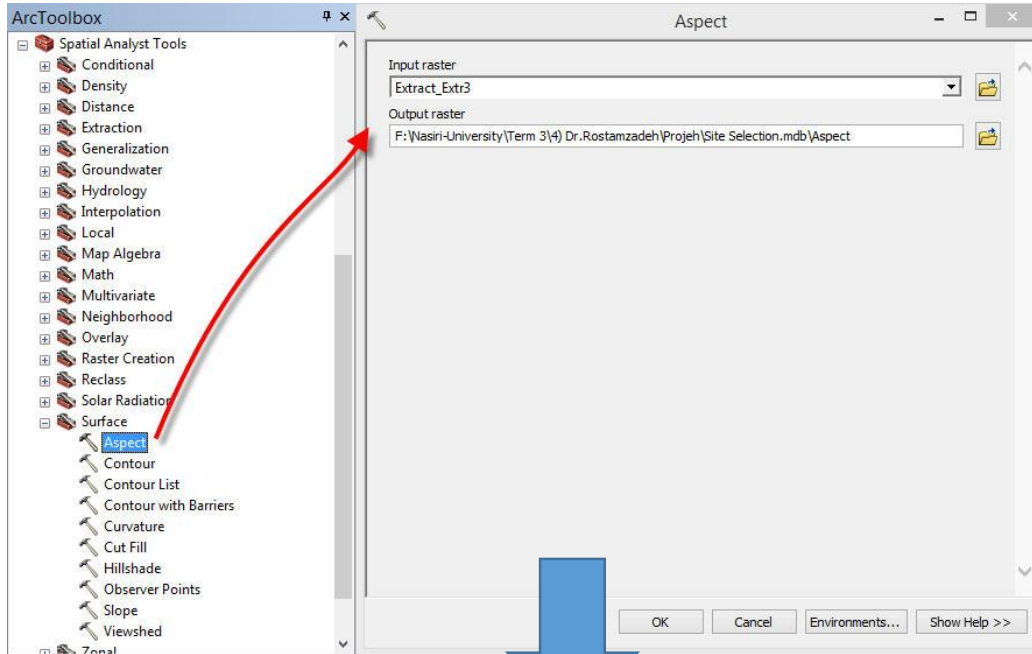 ArcToolbox
Spatial Analyst Tools
Conditional
Density
Distance
Extraction
Generalization
Groundwater
Hydrology
Interpolation
Local
Map Algebra
Math
Multivariate
Neighborhood
Overlay
Raster Creation
Reclass
Solar Radiation
Surface
Aspect
Contour
Contour List
Contour with Barriers
Curvature
Cut Fill
Hillshade
Observer Points
Slope
Viewshed
Zonal
Aspect
Input raster
Extract_Extr3
Output raster
F:\Nasiri-University\Term 3\4) Dr.Rostamzadeh\Projeh\Site Selection.mdb\Aspect
OK Cancel Environments... Show Help >>